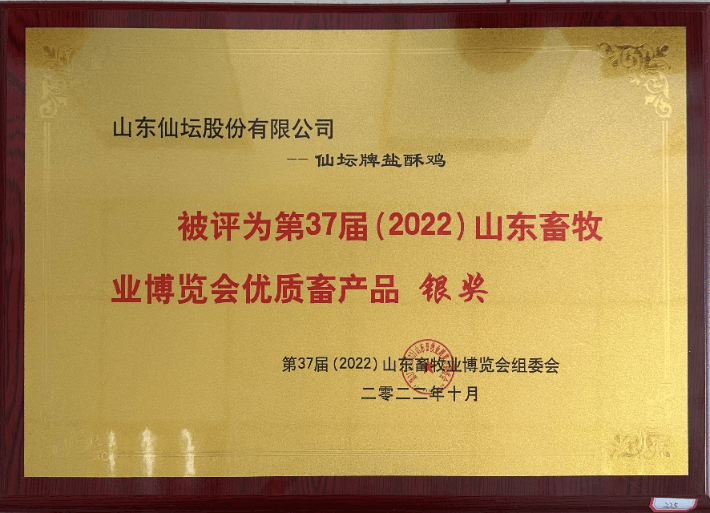 山东仙坛股份有限公司
--仙坛牌盐酥鸡
被评为第37届(2022)山东畜牧
业博览会优质畜产品 银奖
第37届(2022)山东畜牧业博览会组委会
二零二二年十月
225